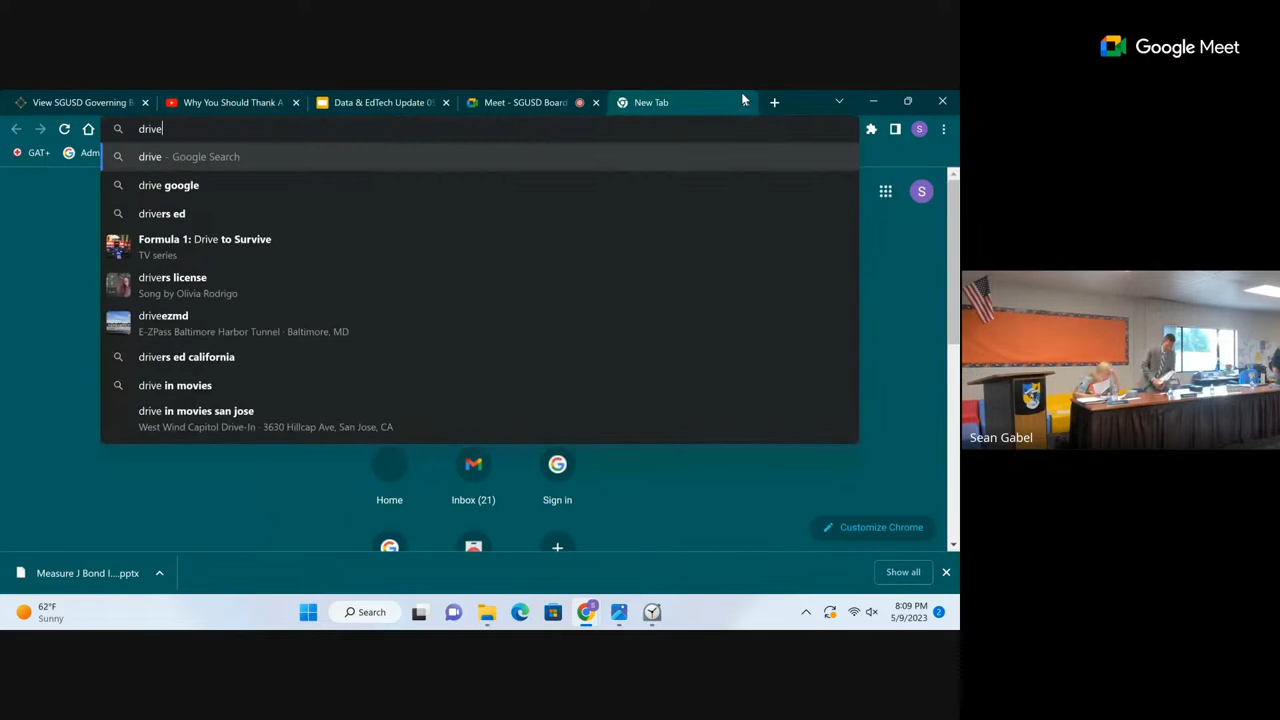 Google Meet
View SGUSD Governing B
Why You Should Thank A
Data & EdTech Update 05
Meet - SGUSD Board
New Tab
drive
S
GAT+
Adm
drive - Google Search
drive google
drivers ed
S
Formula 1: Drive to Survive
TV series
drivers license
Song by Olivia Rodrigo
driveezmd
E-ZPass Baltimore Harbor Tunnel · Baltimore, MD
drivers ed california
drive in movies
drive in movies san jose
West Wind Capitol Drive-In · 3630 Hillcap Ave, San Jose, CA
Sean Gabel
Home
Inbox (21)
Sign in
Customize Chrome
Measure J Bond I....pptx
Show all
62°F
Sunny
Search
8:09 PM
5/9/2023
2